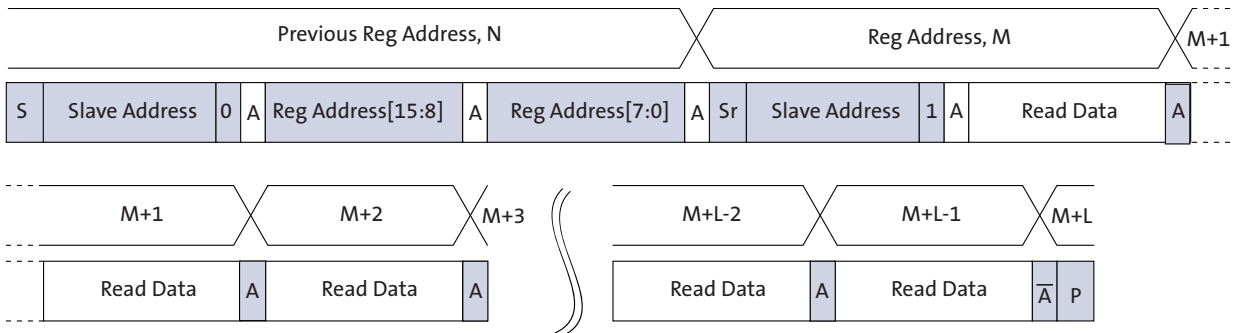 Previous Reg Address, N Reg Address, M M+1
S Slave Address 0 A Reg Address[15:8] A Reg Address[7:0] A Sr Slave Address 1 A Read Data A
M+1 M+2 M+3 M+L-2 M+L-1 M+L
Read Data A Read Data A Read Data A Read Data A̅ P